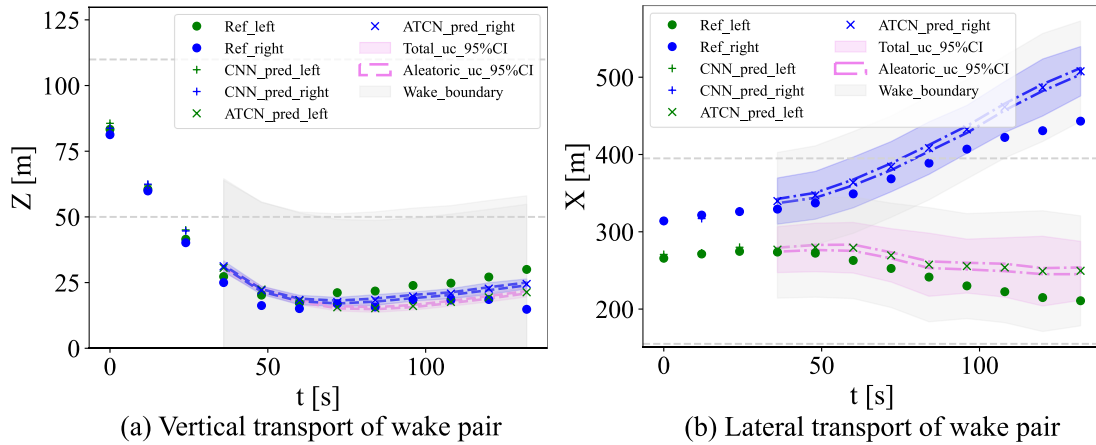 125
100
75
50
25
0
Z [m]
Ref_left
Ref_right
CNN_pred_left
CNN_pred_right
ATCN_pred_left
ATCN_pred_right
Total_uc_95%CI
Aleatoric_uc_95%CI
Wake_boundary
0
50
100
t [s]
(a) Vertical transport of wake pair
500
400
300
200
X [m]
Ref_left
Ref_right
CNN_pred_left
CNN_pred_right
ATCN_pred_left
ATCN_pred_right
Total_uc_95%CI
Aleatoric_uc_95%CI
Wake_boundary
0
50
100
t [s]
(b) Lateral transport of wake pair